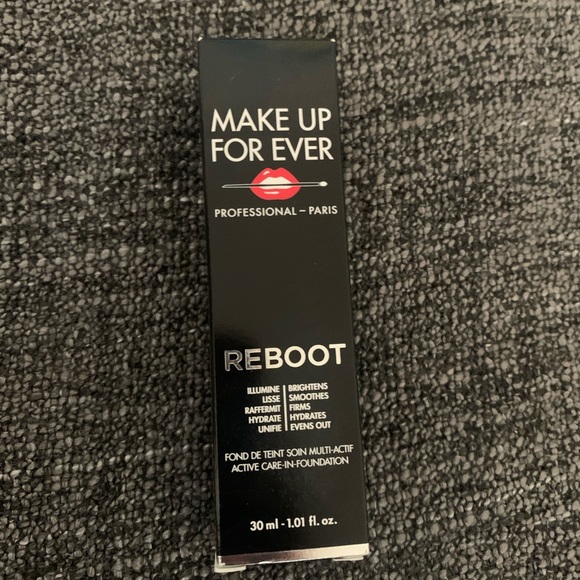 MAKE UP
FOR EVER
PROFESSIONAL – PARIS
REBOOT
ILLUMINE | BRIGHTENS
LISSE | SMOOTHES
RAFFERMIT | FIRMS
HYDRATE | HYDRATES
UNIFIE | EVENS OUT
FOND DE TEINT SOIN MULTI-ACTIF
ACTIVE CARE-IN-FOUNDATION
30 ml - 1.01 fl. oz.